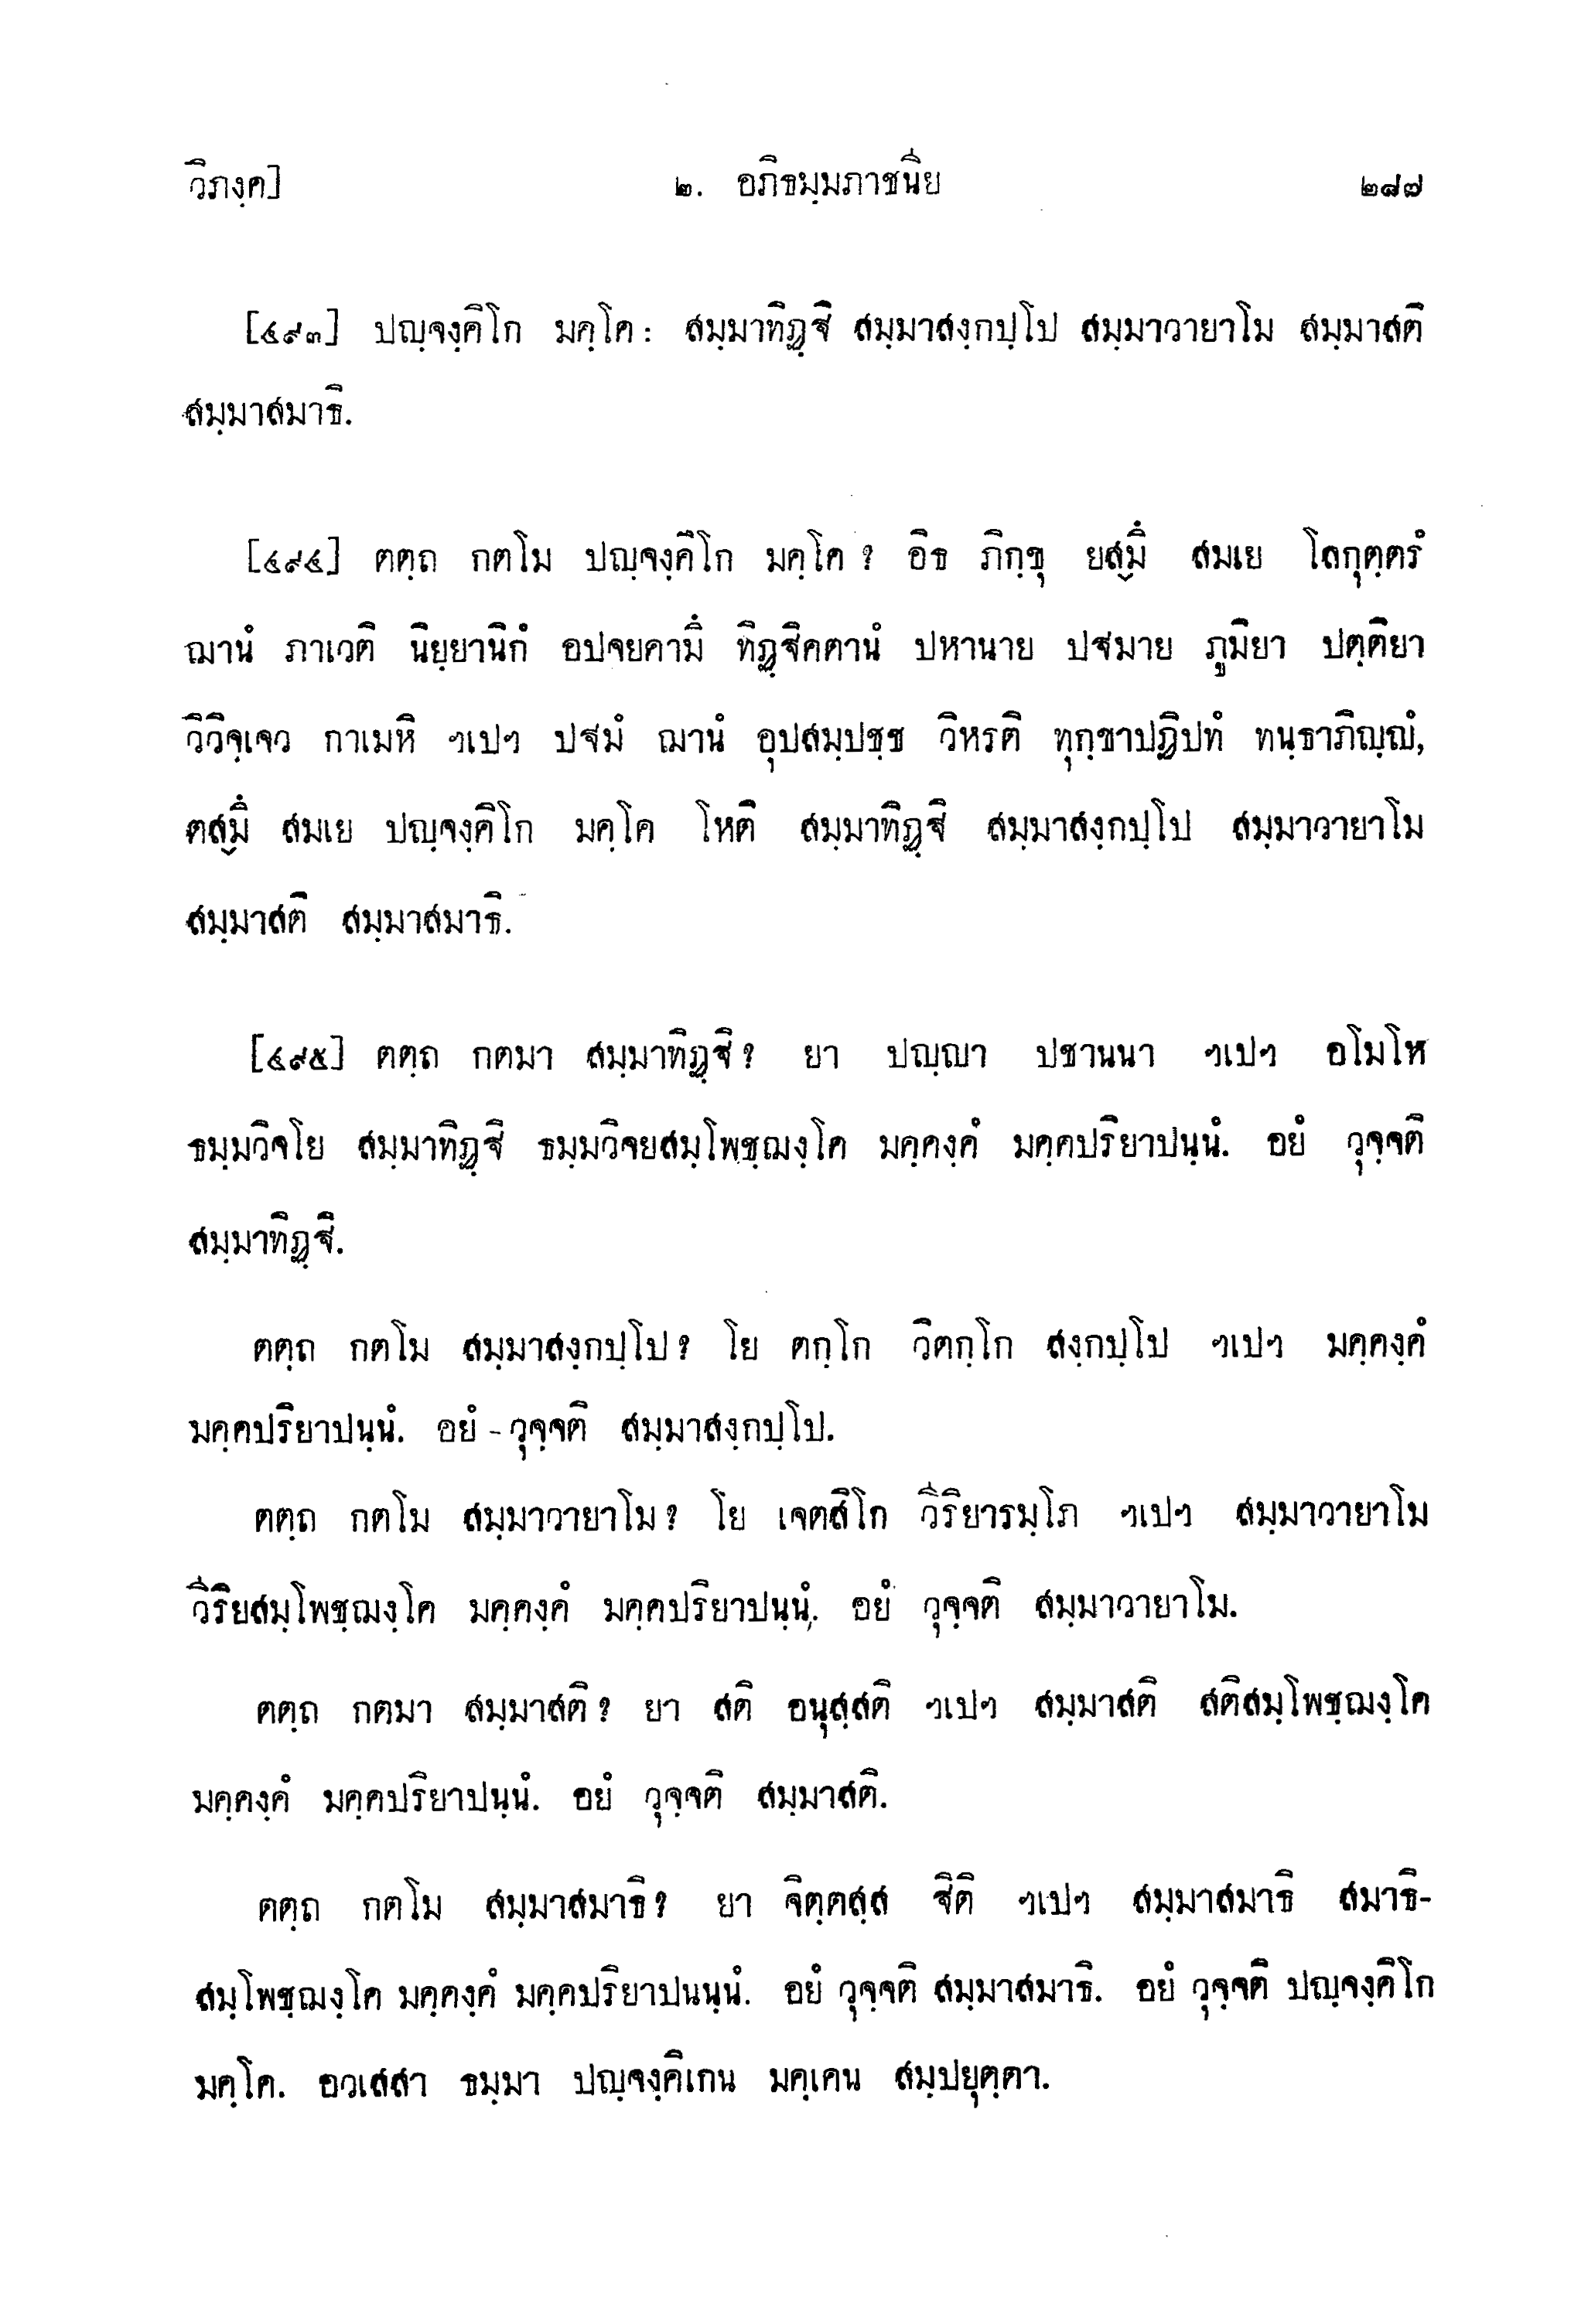 วิภงฺค]
๒. อภิธมฺมภาชนีย
๒๘๗
[๔๙๓] ปญฺจงฺคิโก มคฺโค : สมฺมาทิฏฺฐิ สมฺมาสงฺกปฺโป สมฺมาวายาโม สมฺมาสติ
สมฺมาสมาธิ.
[๔๙๔] ตตฺถ กตโม ปญฺจงฺคิโก มคฺโค ? อิธ ภิกฺขุ ยสฺมึ สมเย โลกุตฺตรํ
ฌานํ ภาเวติ นิยฺยานิกํ อปจยคามึ ทิฏฺฐิคตานํ ปหานาย ปฐมาย ภูมิยา ปตฺติยา
วิวิจฺเจว กาเมหิ ฯเปฯ ปฐมํ ฌานํ อุปสมฺปชฺช วิหรติ ทุกฺขาปฏิปทํ ทนฺธาภิญฺญํ,
ตสฺมึ สมเย ปญฺจงฺคิโก มคฺโค โหติ สมฺมาทิฏฺฐิ สมฺมาสงฺกปฺโป สมฺมาวายาโม
สมฺมาสติ สมฺมาสมาธิ.
[๔๙๕] ตตฺถ กตมา สมฺมาทิฏฺฐิ ? ยา ปญฺญา ปชานนา ฯเปฯ อโมโห
ธมฺมวิจโย สมฺมาทิฏฺฐิ ธมฺมวิจยสมฺโพชฺฌงฺโค มคฺคงฺคํ มคฺคปริยาปนฺนํ. อยํ วุจฺจติ
สมฺมาทิฏฺฐิ.
ตตฺถ กตโม สมฺมาสงฺกปฺโป ? โย ตกฺโก วิตกฺโก สงฺกปฺโป ฯเปฯ มคฺคงฺคํ
มคฺคปริยาปนฺนํ. อยํ - วุจฺจติ สมฺมาสงฺกปฺโป.
ตตฺถ กตโม สมฺมาวายาโม ? โย เจตสิโก วีริยารมฺโภ ฯเปฯ สมฺมาวายาโม
วีริยสมฺโพชฺฌงฺโค มคฺคงฺคํ มคฺคปริยาปนฺนํ. อยํ วุจฺจติ สมฺมาวายาโม.
ตตฺถ กตมา สมฺมาสติ ? ยา สติ อนุสฺสติ ฯเปฯ สมฺมาสติ สติสมฺโพชฺฌงฺโค
มคฺคงฺคํ มคฺคปริยาปนฺนํ. อยํ วุจฺจติ สมฺมาสติ.
ตตฺถ กตโม สมฺมาสมาธิ ? ยา จิตฺตสฺส ฐิติ ฯเปฯ สมฺมาสมาธิ สมาธิ-
สมฺโพชฺฌงฺโค มคฺคงฺคํ มคฺคปริยาปนนฺนํ. อยํ วุจฺจติ สมฺมาสมาธิ. อยํ วุจฺจติ ปญฺจงฺคิโก
มคฺโค. อวเสสา ธมฺมา ปญฺจงฺคิเกน มคฺเคน สมฺปยุตฺตา.